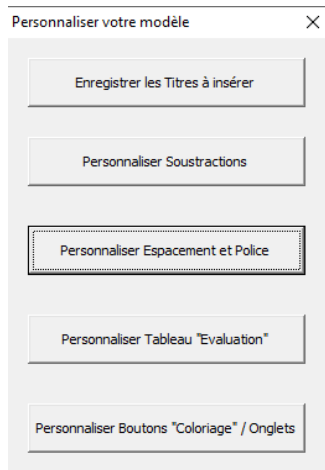 Personnaliser votre modèle
Enregistrer les Titres à insérer
Personnaliser Soustractions
Personnaliser Espacement et Police
Personnaliser Tableau "Evaluation"
Personnaliser Boutons "Coloriage" / Onglets